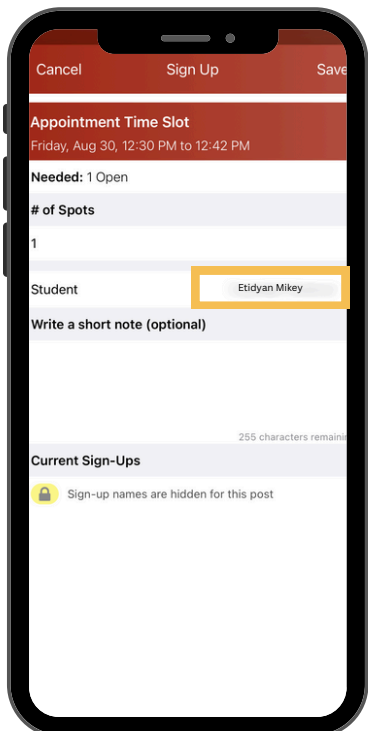 Cancel Sign Up Save
Appointment Time Slot
Friday, Aug 30, 12:30 PM to 12:42 PM
Needed: 1 Open
# of Spots
1
Student Etidyan Mikey
Write a short note (optional)
255 characters remainin
Current Sign-Ups
Sign-up names are hidden for this post